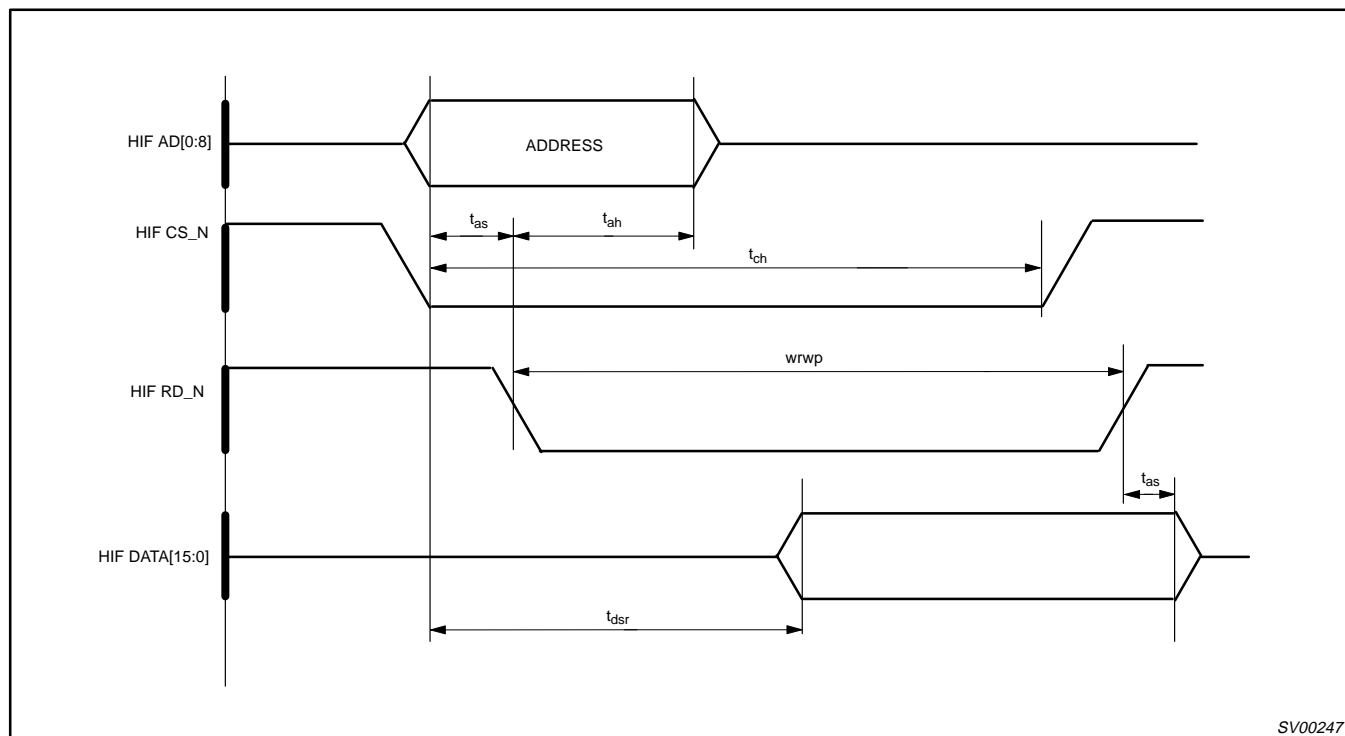 HIF AD[0:8]
ADDRESS
HIF CS_N
tas
tah
tch
HIF RD_N
wrwp
tas
HIF DATA[15:0]
tdsr
SV00247